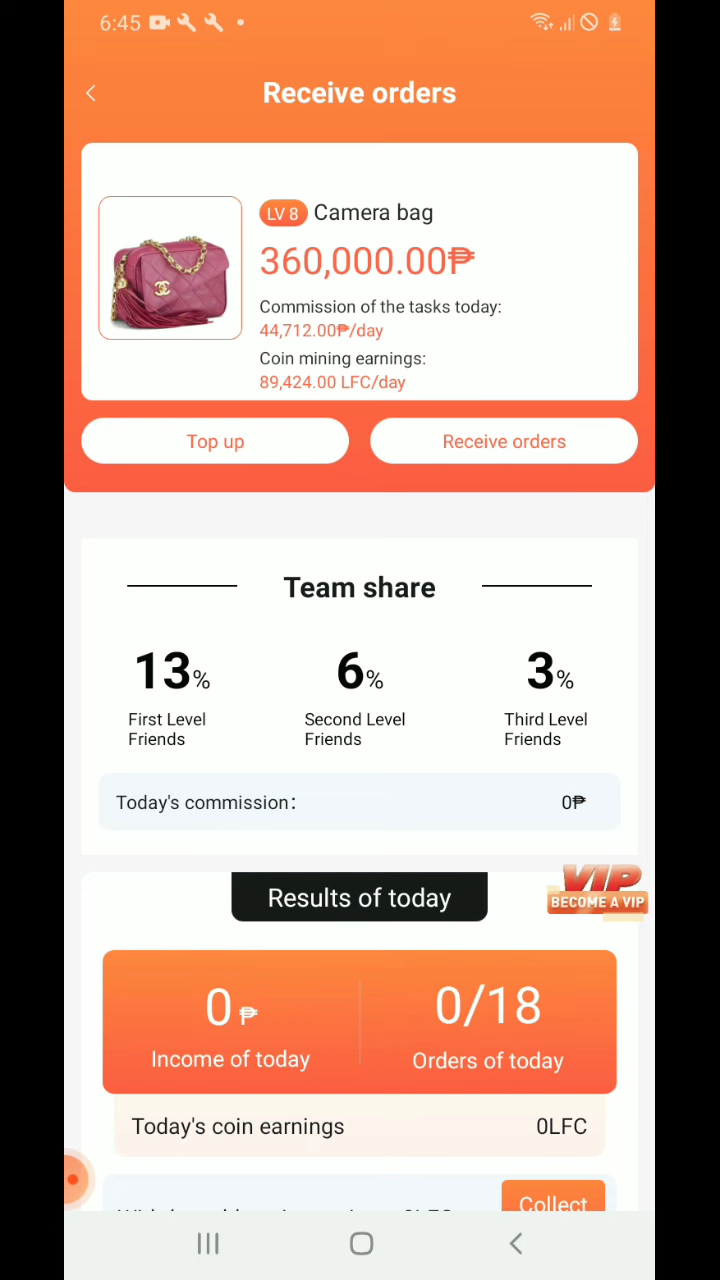 6:45
Receive orders
LV 8 Camera bag
360,000.00₱
Commission of the tasks today:
44,712.00₱/day
Coin mining earnings:
89,424.00 LFC/day
Top up
Receive orders
Team share
13%
6%
3%
First Level
Friends
Second Level
Friends
Third Level
Friends
Today's commission:
0₱
VIP
BECOME A VIP
Results of today
0₱
0/18
Income of today
Orders of today
Today's coin earnings
0LFC
Collect